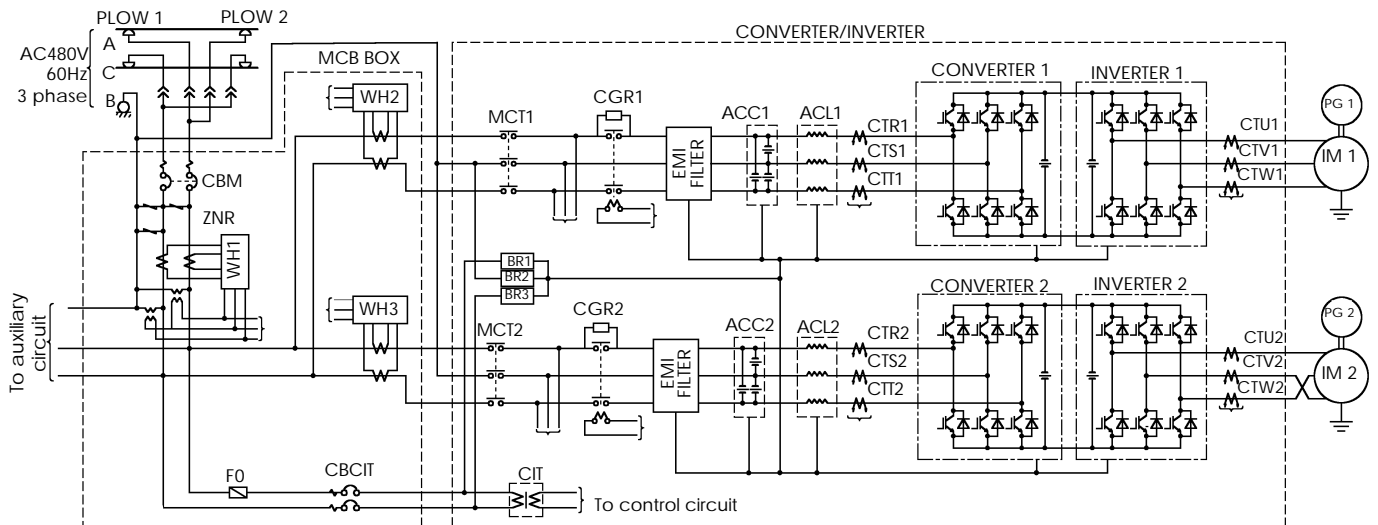 PLOW 1
PLOW 2
A
AC480V
60Hz
3 phase
C
B
MCB BOX
CONVERTER/INVERTER
WH2
MCT1
CGR1
EMI
FILTER
ACC1
ACL1
CTR1
CTS1
CTT1
CONVERTER 1
INVERTER 1
CTU1
CTV1
CTW1
PG 1
IM 1
CBM
ZNR
WH1
BR1
BR2
BR3
To auxiliary
circuit
WH3
MCT2
CGR2
EMI
FILTER
ACC2
ACL2
CTR2
CTS2
CTT2
CONVERTER 2
INVERTER 2
CTU2
CTV2
CTW2
PG 2
IM 2
F0
CBCIT
CIT
To control circuit